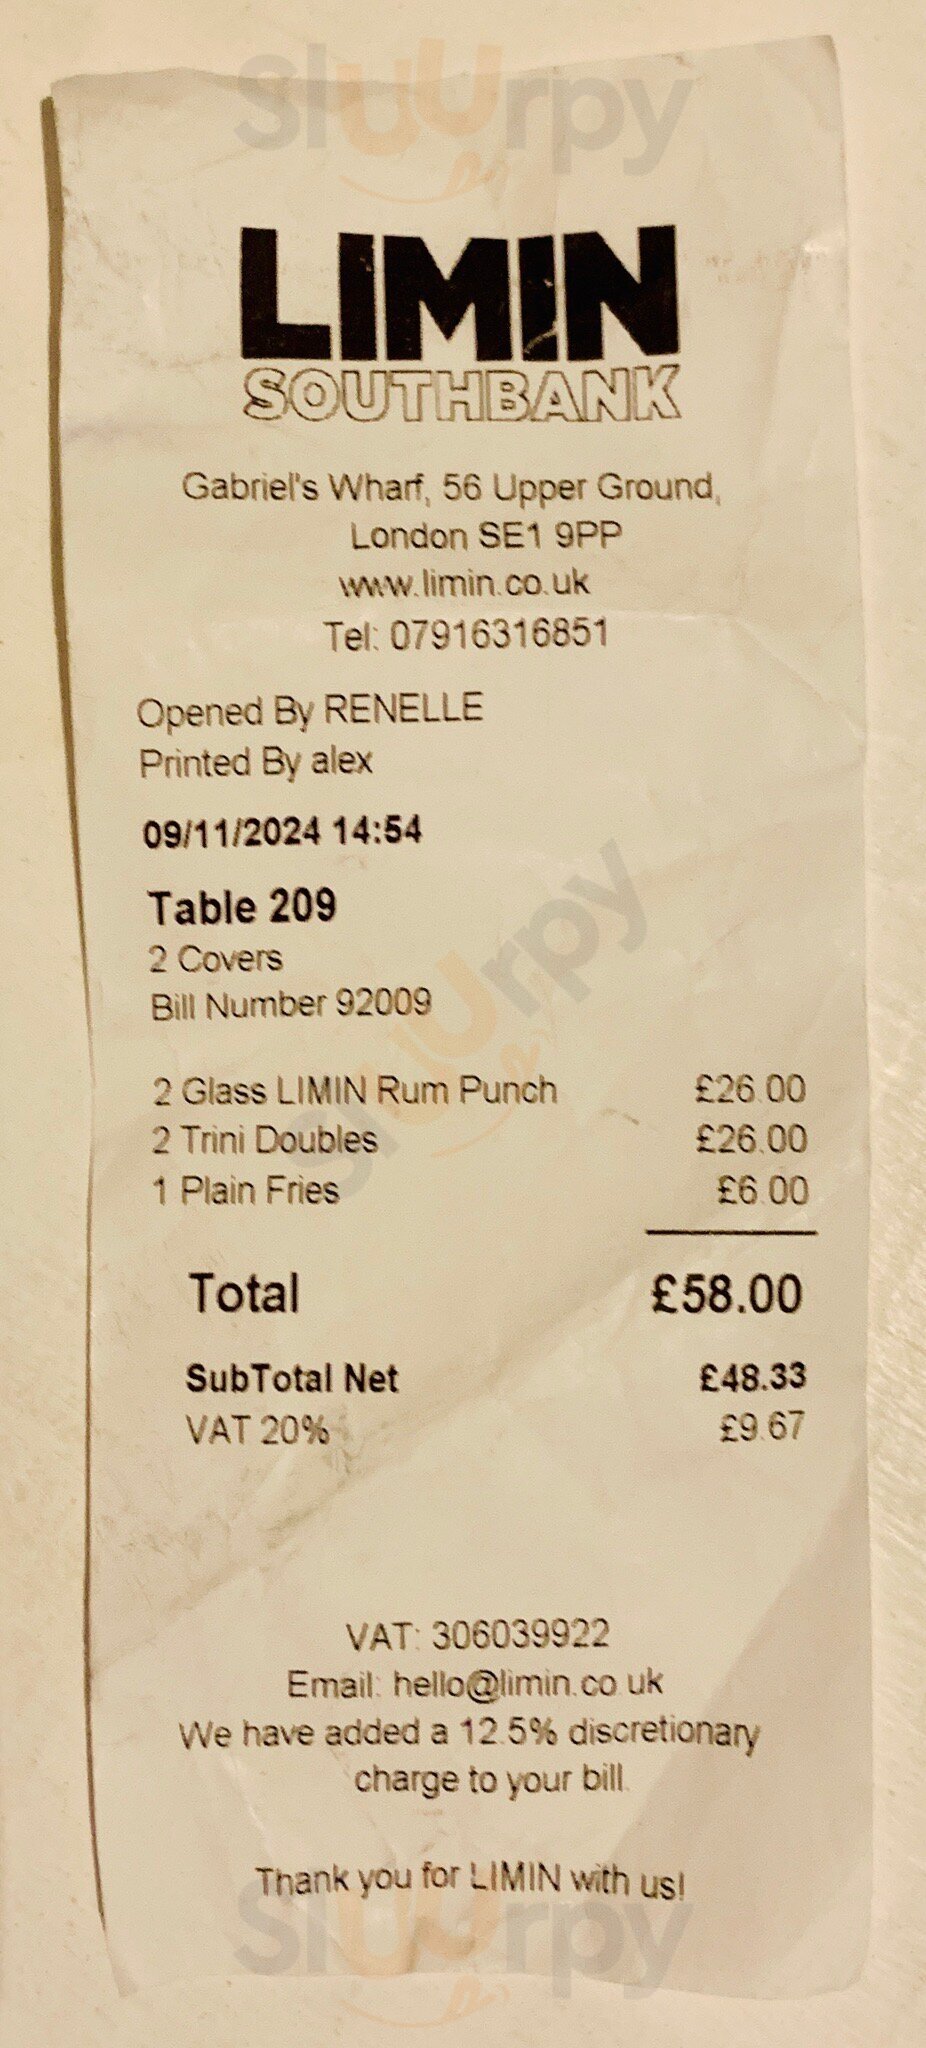 Sluurpy
LIMIN
SOUTHBANK
Gabriel's Wharf, 56 Upper Ground,
London SE1 9PP
www.limin.co.uk
Tel: 07916316851
Opened By RENELLE
Printed By alex
09/11/2024 14:54
Table 209
2 Covers
Bill Number 92009
Sluurpy
2 Glass LIMIN Rum Punch £26.00
2 Trini Doubles £26.00
1 Plain Fries £6.00
Total £58.00
SubTotal Net £48.33
VAT 20% £9.67
VAT: 306039922
Email: hello@limin.co.uk
We have added a 12.5% discretionary
charge to your bill.
Thank you for LIMIN with us!
Sluurpy